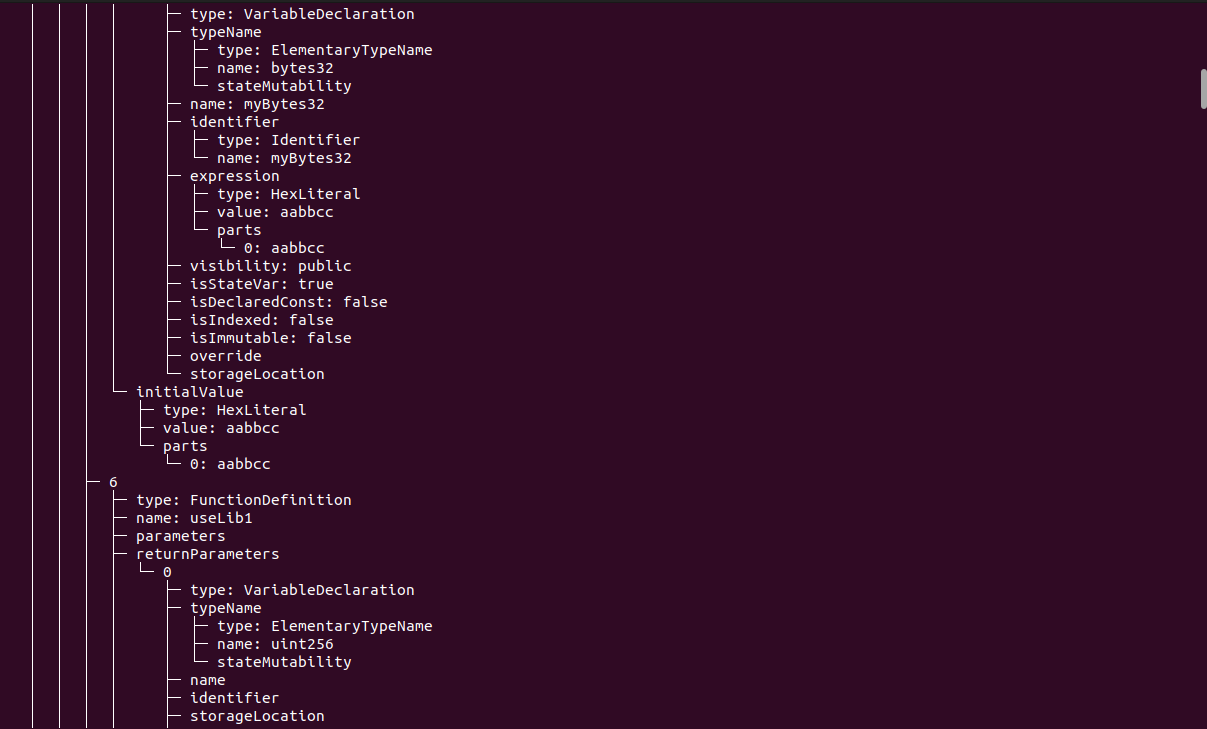 type: VariableDeclaration
typeName
type: ElementaryTypeName
name: bytes32
stateMutability
name: myBytes32
identifier
type: Identifier
name: myBytes32
expression
type: HexLiteral
value: aabbcc
parts
0: aabbcc
visibility: public
isStateVar: true
isDeclaredConst: false
isIndexed: false
isImmutable: false
override
storageLocation
initialValue
type: HexLiteral
value: aabbcc
parts
0: aabbcc
6
type: FunctionDefinition
name: useLib1
parameters
returnParameters
0
type: VariableDeclaration
typeName
type: ElementaryTypeName
name: uint256
stateMutability
name
identifier
storageLocation